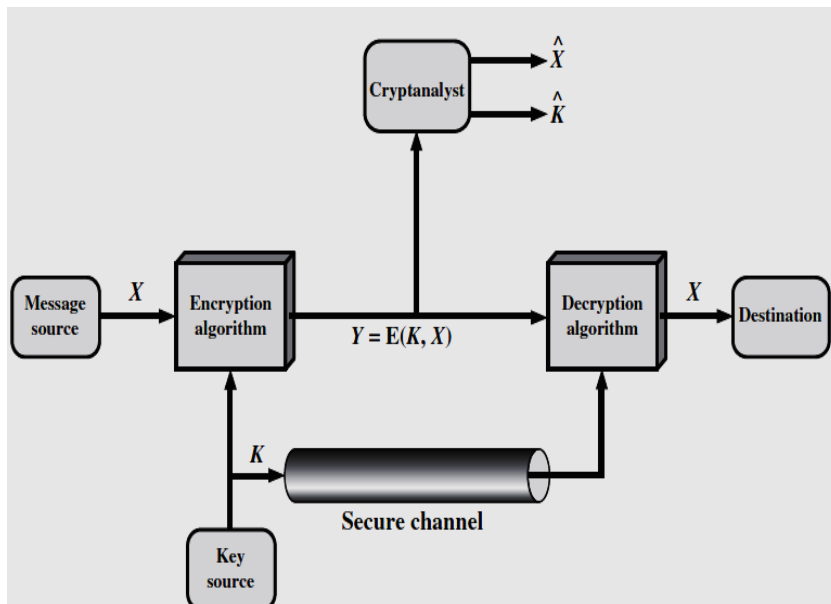 X̂
Cryptanalyst
K̂
Message
source
X
Encryption
algorithm
Y = E(K, X)
Decryption
algorithm
X
Destination
K
Secure channel
Key
source